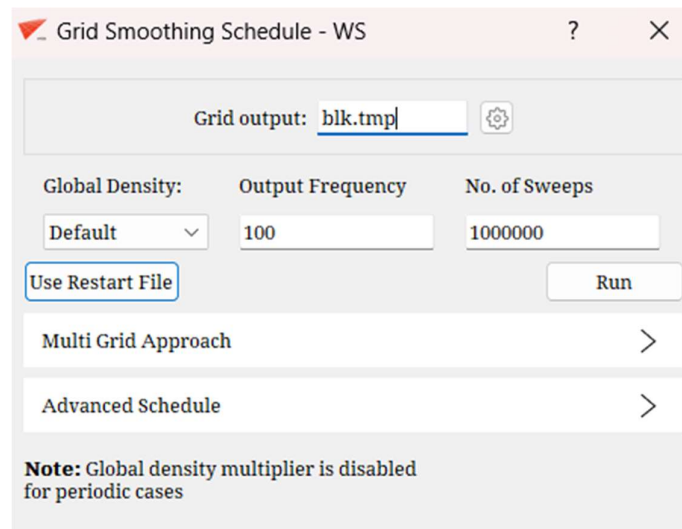 Grid Smoothing Schedule - WS ? ×
Grid output: blk.tmp
Global Density: Output Frequency No. of Sweeps
Default 100 1000000
Use Restart File Run
Multi Grid Approach
Advanced Schedule
Note: Global density multiplier is disabled
for periodic cases